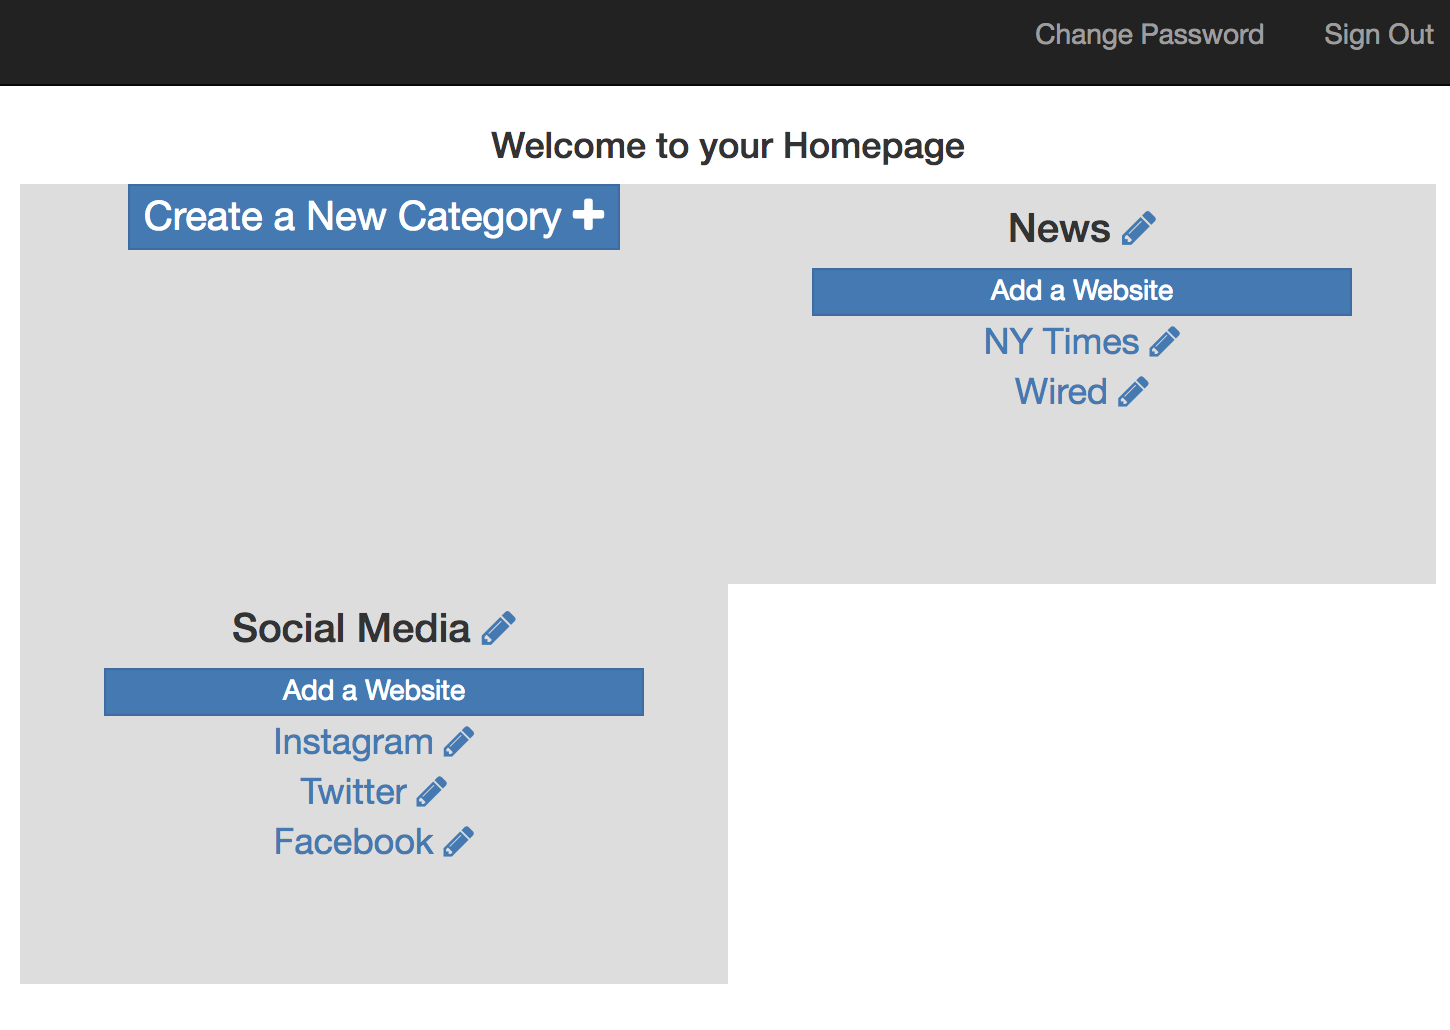 Change Password Sign Out
Welcome to your Homepage
Create a New Category
News
Add a Website
NY Times
Wired
Social Media
Add a Website
Instagram
Twitter
Facebook